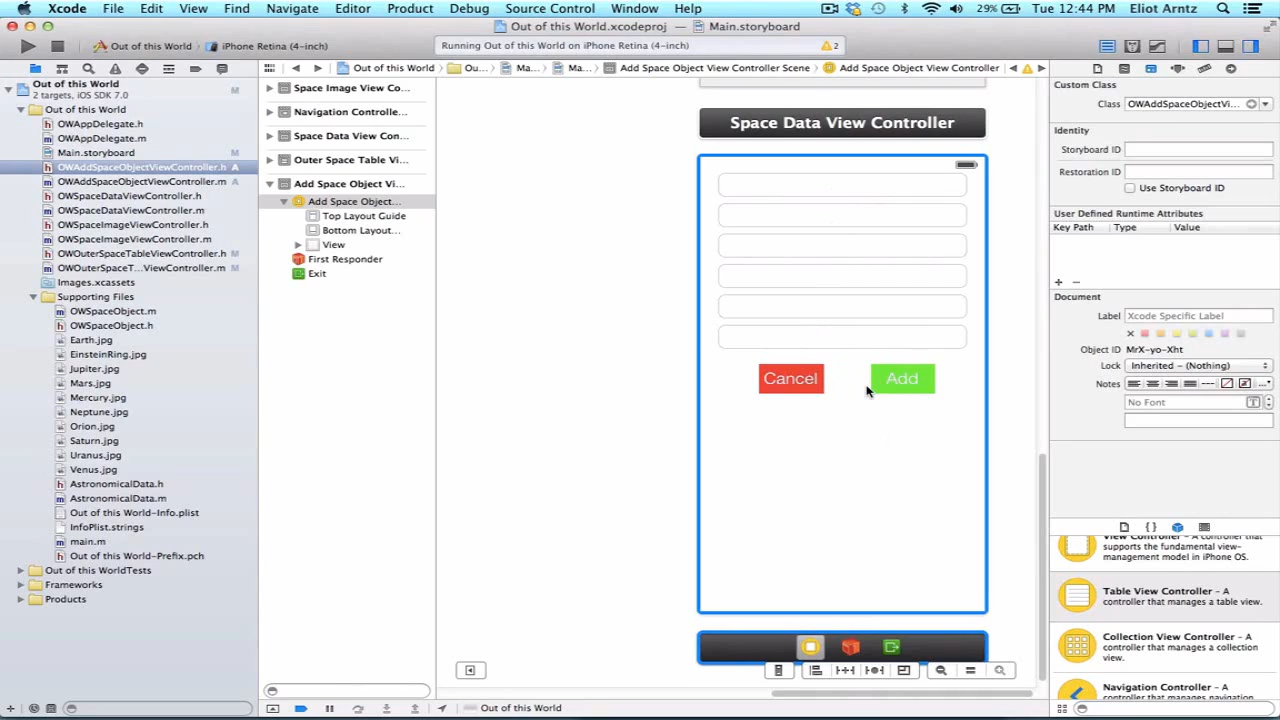 Xcode File Edit View Find Navigate Editor Product Debug Source Control Window Help 29% Tue 12:44 PM Eliot Arntz
Out of this World.xcodeproj — Main.storyboard
Out of this World iPhone Retina (4-inch) Running Out of this World on iPhone Retina (4-inch) 2
Out of this World Ou... Ma... Ma... Add Space Object View Controller Scene Add Space Object View Controller
Out of this World M
2 targets, iOS SDK 7.0
Out of this World
OWAppDelegate.h
OWAppDelegate.m
Main.storyboard M
OWAddSpaceObjectViewController.h A
OWAddSpaceObjectViewController.m A
OWSpaceDataViewController.h
OWSpaceDataViewController.m
OWSpaceImageViewController.h
OWSpaceImageViewController.m
OWOuterSpaceTableViewController.h M
OWOuterSpaceT...ViewController.m M
Images.xcassets
Supporting Files
OWSpaceObject.m
OWSpaceObject.h
Earth.jpg
EinsteinRing.jpg
Jupiter.jpg
Mars.jpg
Mercury.jpg
Neptune.jpg
Orion.jpg
Saturn.jpg
Uranus.jpg
Venus.jpg
AstronomicalData.h
AstronomicalData.m
Out of this World-Info.plist
InfoPlist.strings
main.m
Out of this World-Prefix.pch
Out of this WorldTests
Frameworks
Products
Space Image View Co...
Navigation Controlle...
Space Data View Con...
Outer Space Table Vi...
Add Space Object Vi...
Add Space Object...
Top Layout Guide
Bottom Layout...
View
First Responder
Exit
Space Data View Controller
Cancel Add
Out of this World
Custom Class
Class OWAddSpaceObjectVi...
Identity
Storyboard ID
Restoration ID
Use Storyboard ID
User Defined Runtime Attributes
Key Path Type Value
Document
Label Xcode Specific Label
Object ID MrX-yo-Xht
Lock Inherited - (Nothing)
Notes
No Font
View Controller - A controller that
supports the fundamental view-
management model in iPhone OS.
Table View Controller - A
controller that manages a table view.
Collection View Controller - A
controller that manages a collection
view.
Navigation Controller - A